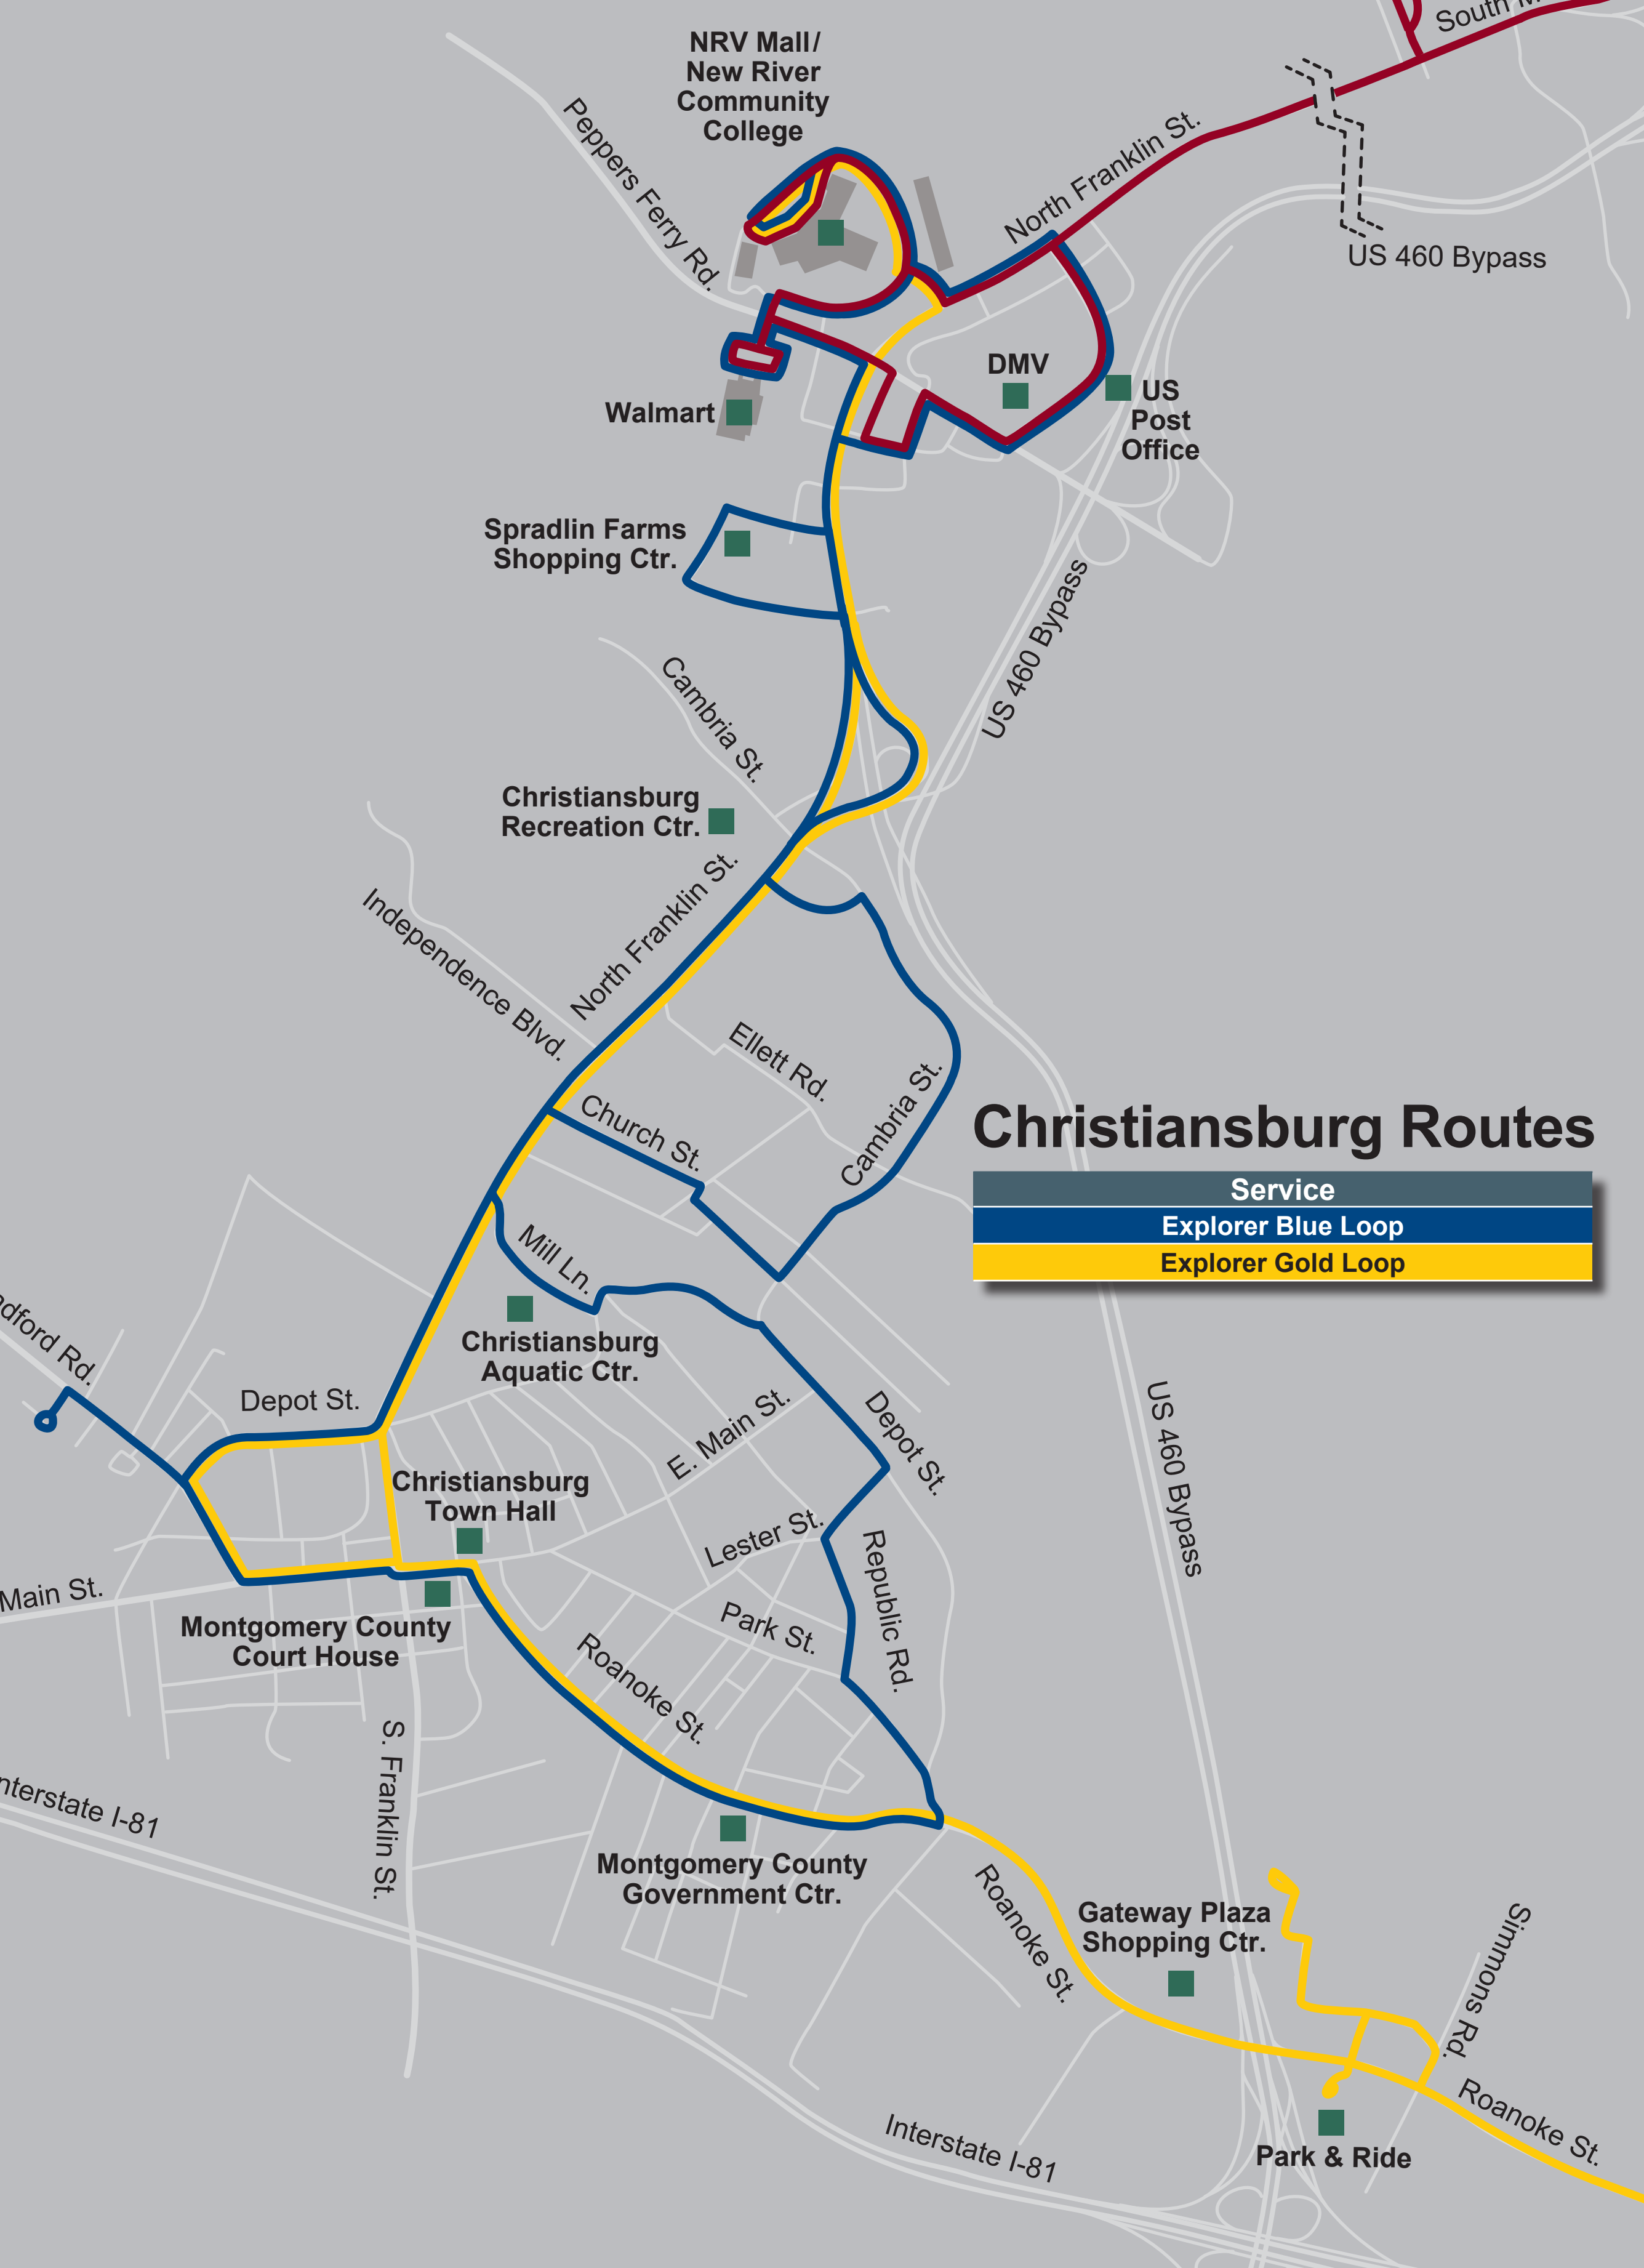 South
NRV Mall/
New River
Community
College
Peppers Ferry Rd.
North Franklin St.
US 460 Bypass
DMV
US
Post
Office
Walmart
Spradlin Farms
Shopping Ctr.
US 460 Bypass
Cambria St.
Christiansburg
Recreation Ctr.
North Franklin St.
Independence Blvd.
Ellett Rd.
Cambria St.
Church St.
Christiansburg Routes
Service
Explorer Blue Loop
Explorer Gold Loop
Mill Ln.
Christiansburg
Aquatic Ctr.
adford Rd.
Depot St.
E. Main St.
Depot St.
US 460 Bypass
Christiansburg
Town Hall
Lester St.
Republic Rd.
Main St.
Montgomery County
Court House
Park St.
Roanoke St.
S. Franklin St.
nterstate I-81
Montgomery County
Government Ctr.
Roanoke St.
Gateway Plaza
Shopping Ctr.
Simmons Rd.
Roanoke St.
Interstate I-81
Park & Ride